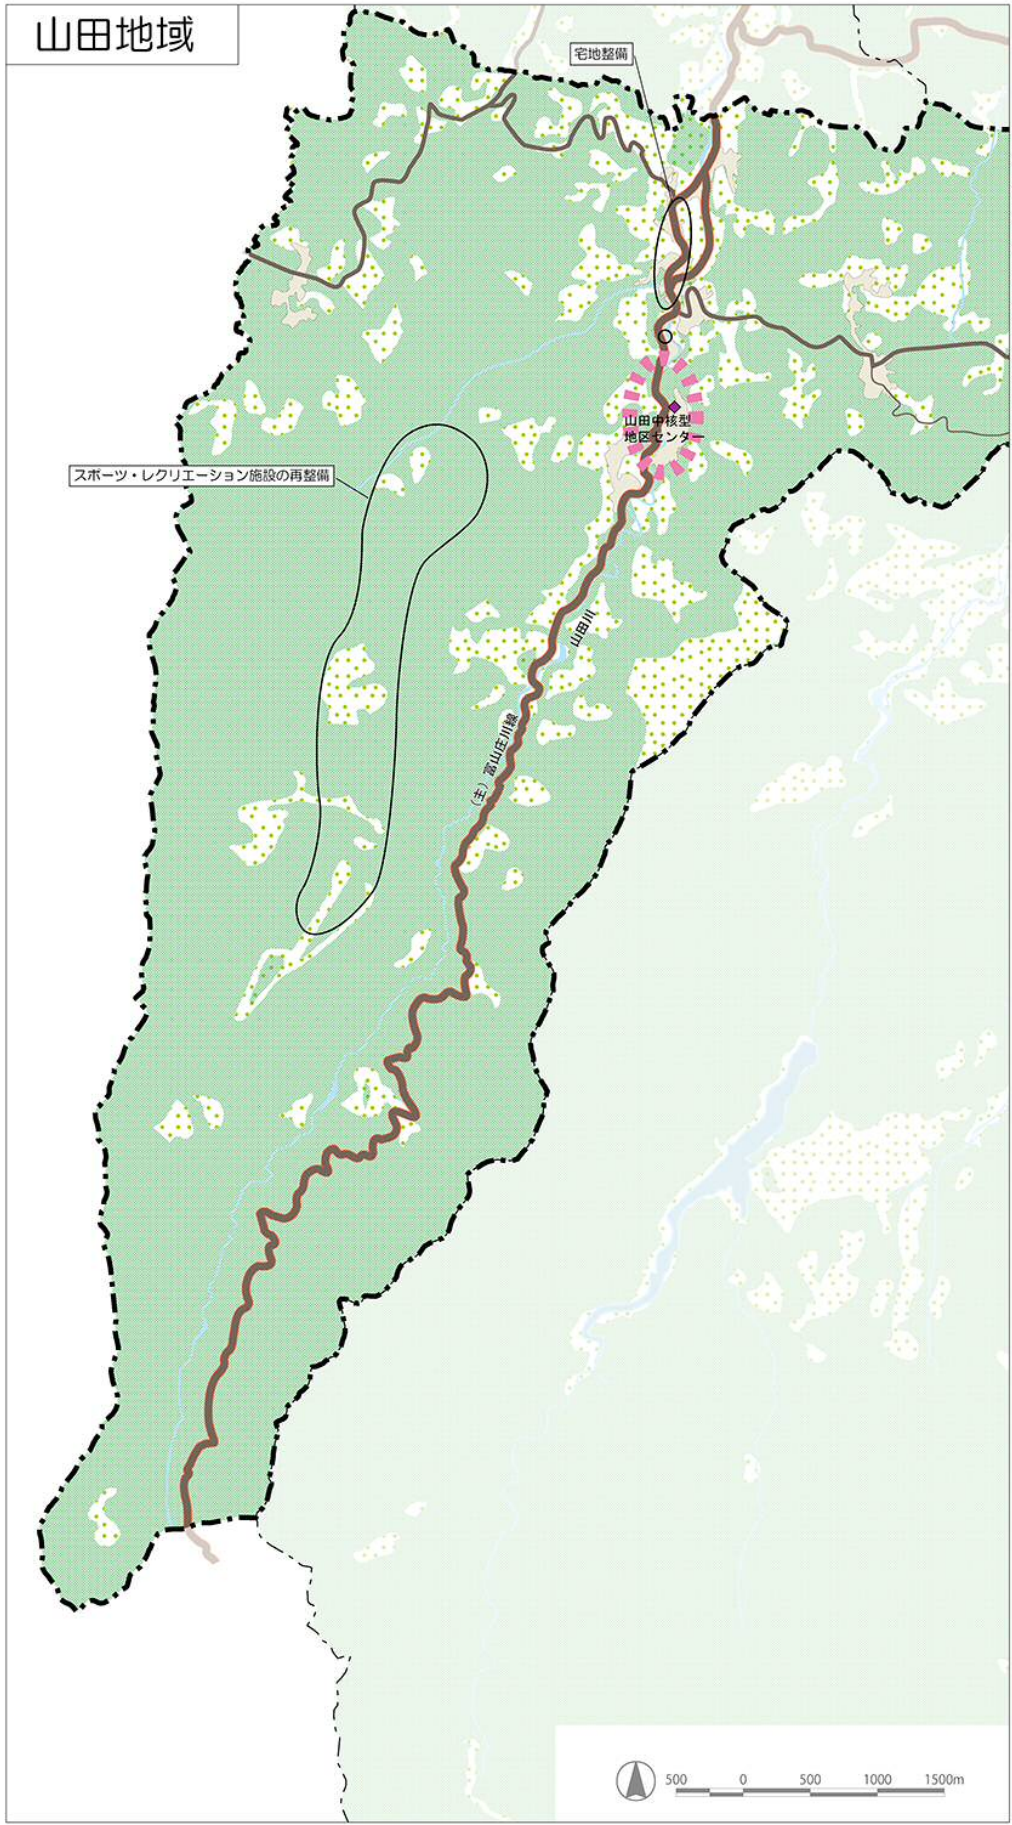 山田地域
宅地整備
山田中核型
地区センター
スポーツ・レクリエーション施設の再整備
山田川
(主)富山庄川線
500 0 500 1000 1500m